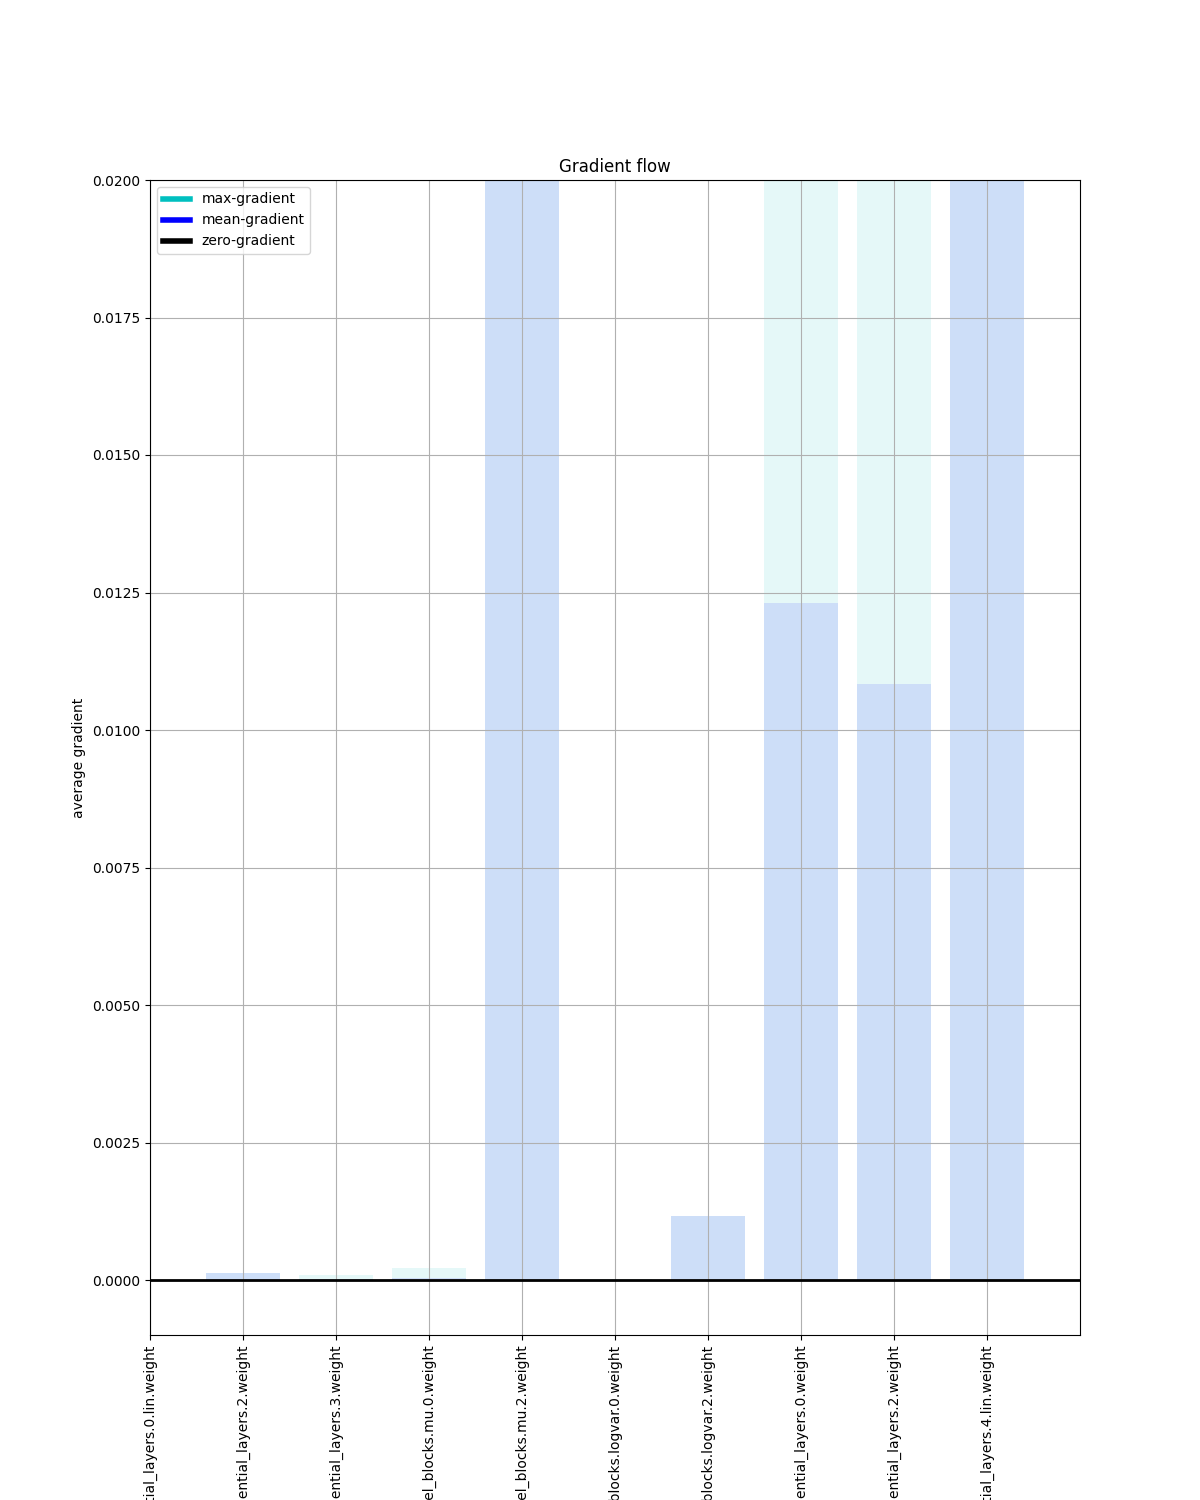 Gradient flow
max-gradient
mean-gradient
zero-gradient
0.0200
0.0175
0.0150
0.0125
0.0100
0.0075
0.0050
0.0025
0.0000
average gradient
tial_layers.0.lin.weight
ential_layers.2.weight
ential_layers.3.weight
el_blocks.mu.0.weight
el_blocks.mu.2.weight
blocks.logvar.0.weight
blocks.logvar.2.weight
ential_layers.0.weight
ential_layers.2.weight
tial_layers.4.lin.weight